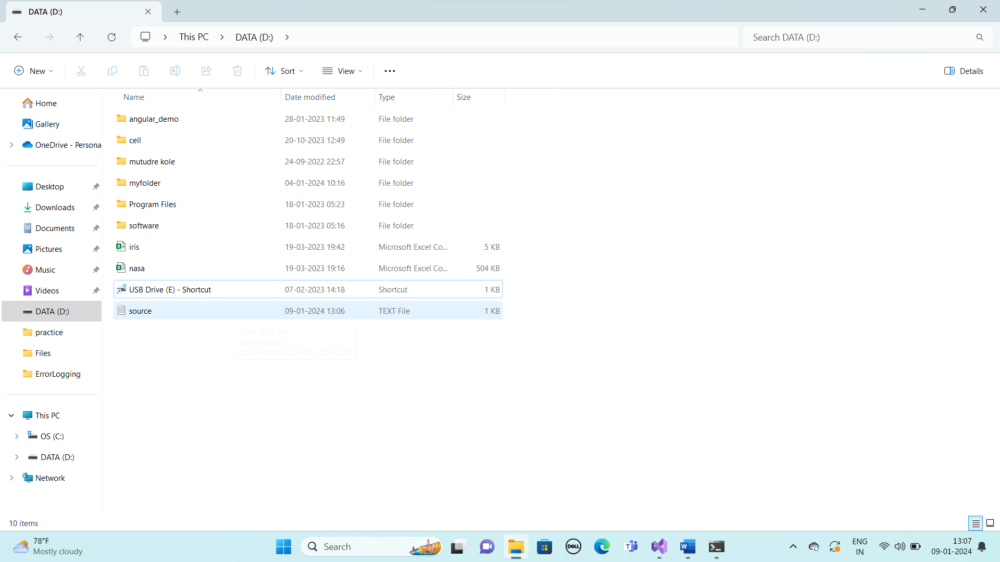 DATA (D:)
This PC
DATA (D:)
Search DATA (D:)
New
Sort
View
Details
Name
Date modified
Type
Size
Home
Gallery
OneDrive - Persona
Desktop
Downloads
Documents
Pictures
Music
Videos
DATA (D:)
practice
Files
ErrorLogging
This PC
OS (C:)
DATA (D:)
Network
angular_demo 28-01-2023 11:49 File folder
cell 20-10-2023 12:49 File folder
mutudre kole 24-09-2022 22:57 File folder
myfolder 04-01-2024 10:16 File folder
Program Files 18-01-2023 05:23 File folder
software 18-01-2023 05:16 File folder
iris 19-03-2023 19:42 Microsoft Excel Co... 5 KB
nasa 19-03-2023 19:16 Microsoft Excel Co... 504 KB
USB Drive (E) - Shortcut 07-02-2023 14:18 Shortcut 1 KB
source 09-01-2024 13:06 TEXT File 1 KB
Type: TEXT File
Size: 54 bytes
Date modified: 09-01-2024 13:06
10 items
78°F
Mostly cloudy
Search
DELL
ENG
IN
13:07
09-01-2024